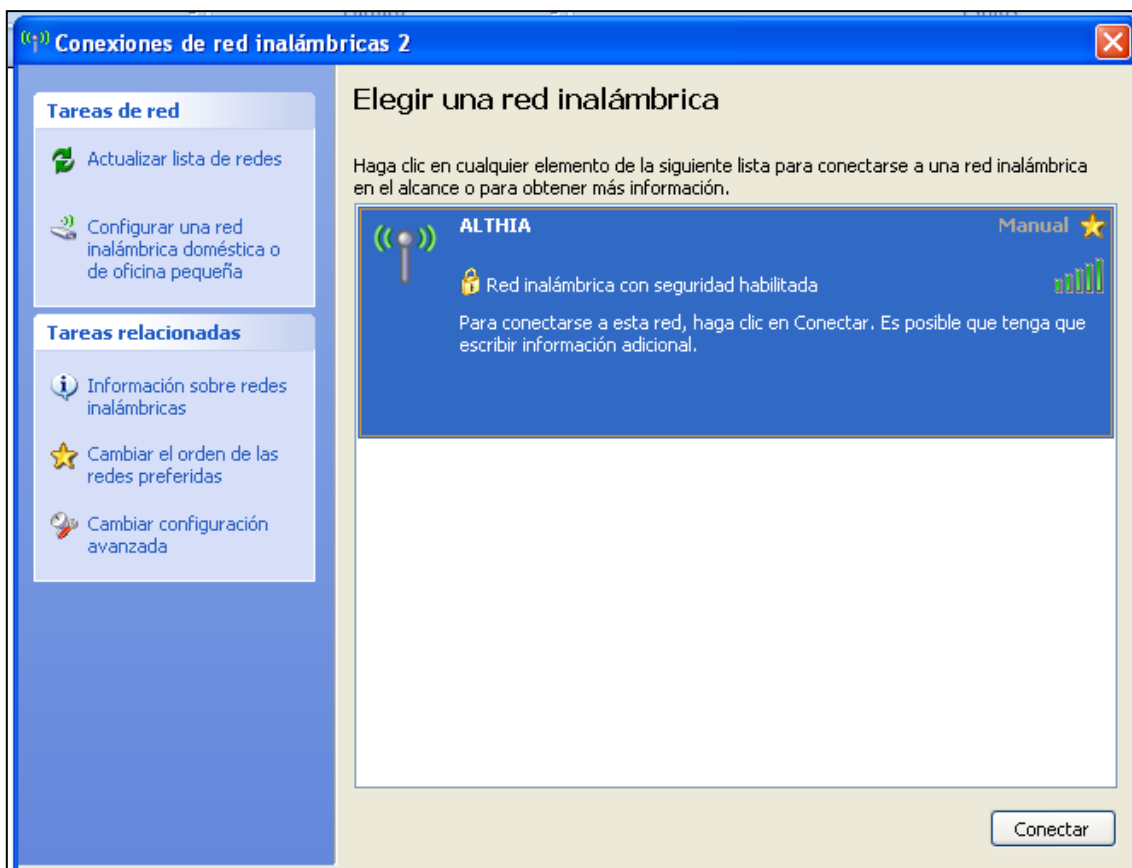 Conexiones de red inalámbricas 2
Tareas de red
Actualizar lista de redes
Configurar una red
inalámbrica doméstica o
de oficina pequeña
Tareas relacionadas
Información sobre redes
inalámbricas
Cambiar el orden de las
redes preferidas
Cambiar configuración
avanzada
Elegir una red inalámbrica
Haga clic en cualquier elemento de la siguiente lista para conectarse a una red inalámbrica
en el alcance o para obtener más información.
ALTHIA
Manual
Red inalámbrica con seguridad habilitada
Para conectarse a esta red, haga clic en Conectar. Es posible que tenga que
escribir información adicional.
Conectar